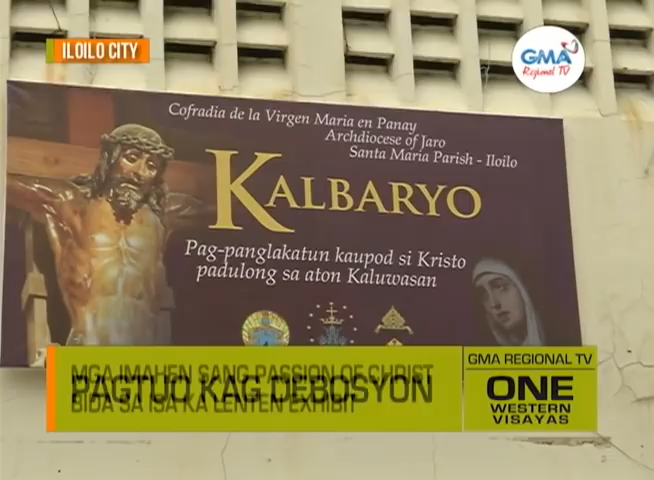 ILOILO CITY
GMA
Regional TV
Cofradia de la Virgen Maria en Panay
Archdiocese of Jaro
Santa Maria Parish - Iloilo
KALBARYO
Pag-panglakatun kaupod si Kristo
padulong sa aton Kaluwasan
MGA IMAHEN SANG PASSION OF CHRIST
PAGTUO KAG DEBOSYON
BIDA SA ISA KA LENTEN EXHIBIT
GMA REGIONAL TV
ONE
WESTERN
VISAYAS